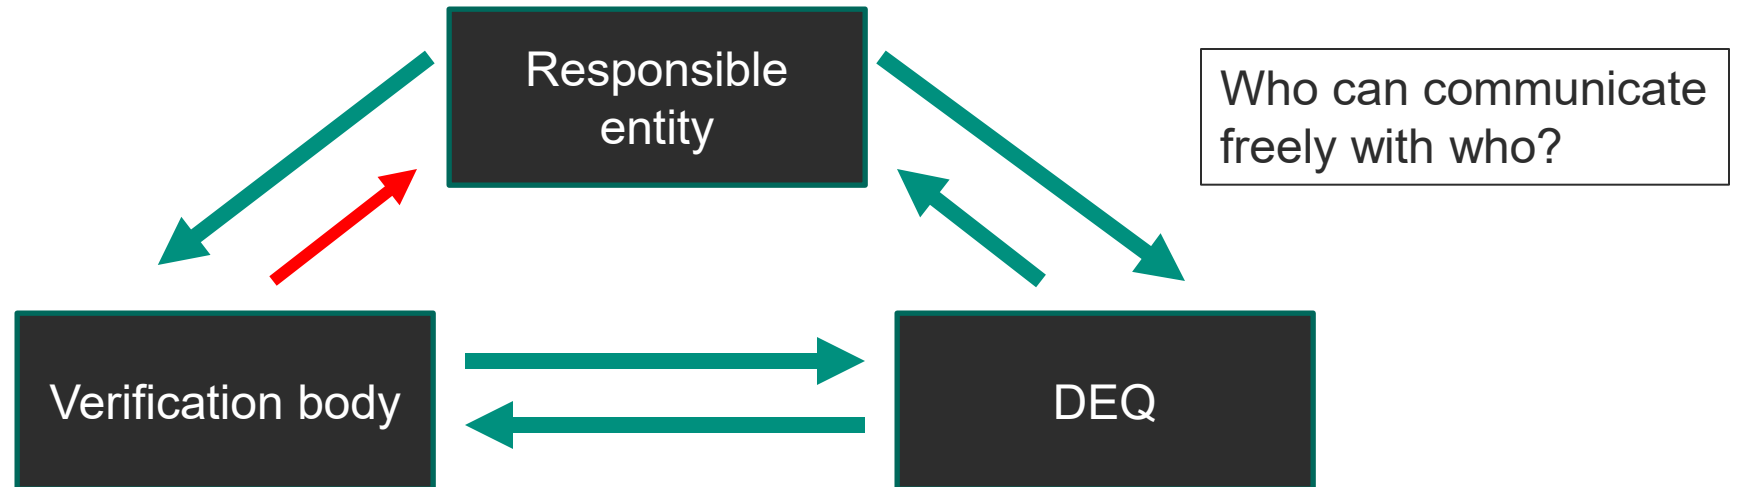 Responsible
entity
Who can communicate
freely with who?
Verification body
DEQ